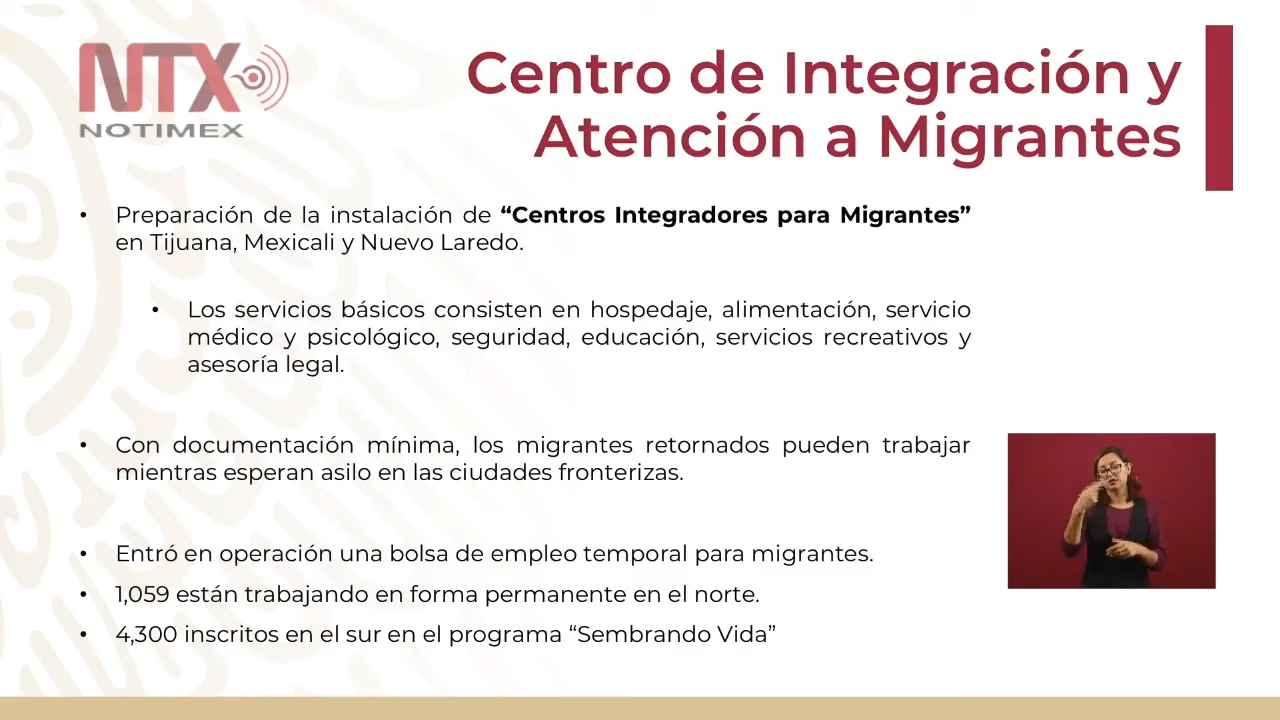 NTX
NOTIMEX
Centro de Integración y
Atención a Migrantes
• Preparación de la instalación de “Centros Integradores para Migrantes”
en Tijuana, Mexicali y Nuevo Laredo.
• Los servicios básicos consisten en hospedaje, alimentación, servicio
médico y psicológico, seguridad, educación, servicios recreativos y
asesoría legal.
• Con documentación mínima, los migrantes retornados pueden trabajar
mientras esperan asilo en las ciudades fronterizas.
• Entró en operación una bolsa de empleo temporal para migrantes.
• 1,059 están trabajando en forma permanente en el norte.
• 4,300 inscritos en el sur en el programa “Sembrando Vida”